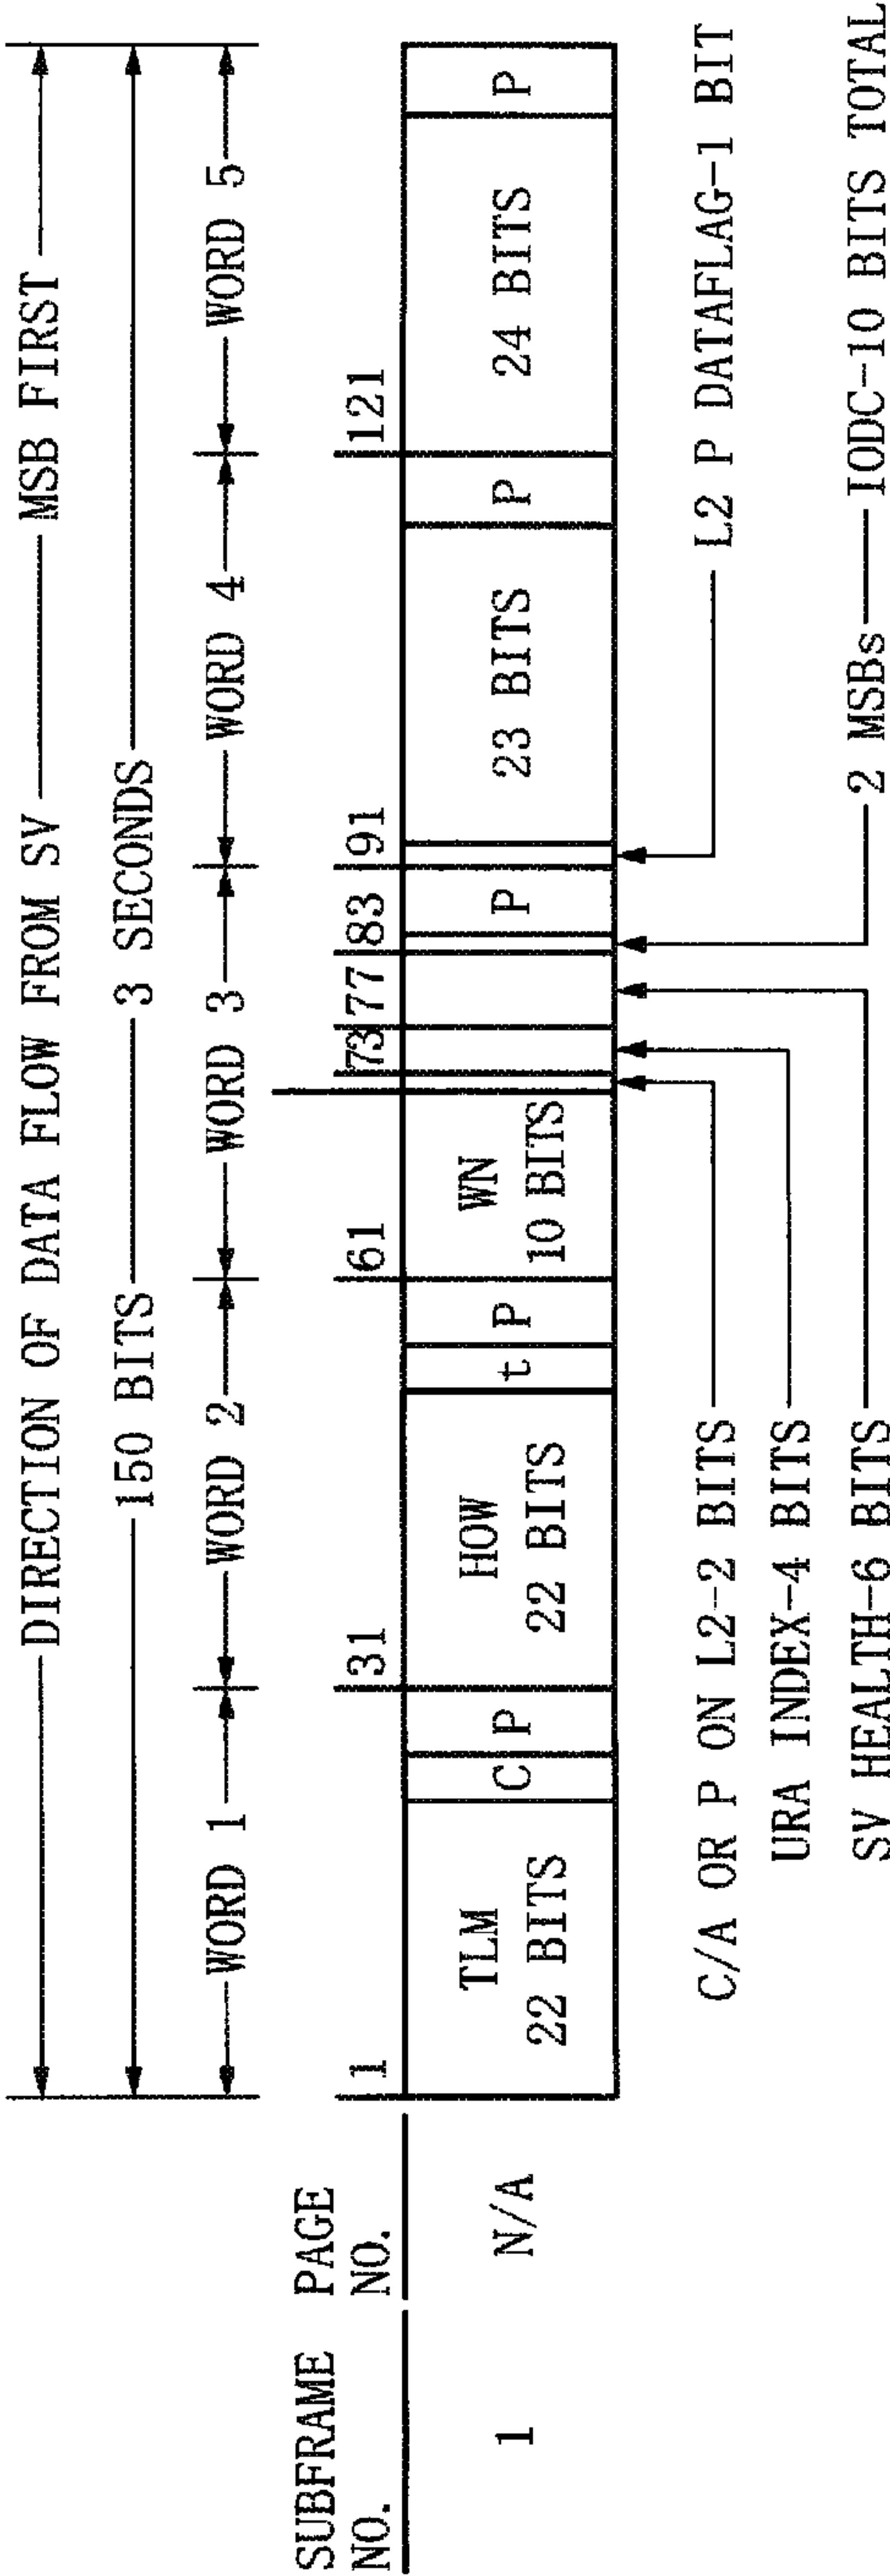 DIRECTION OF DATA FLOW FROM SV MSB FIRST
150 BITS 3 SECONDS
WORD 1 WORD 2 WORD 3 WORD 4 WORD 5
SUBFRAME NO.
PAGE NO.
1 31 61 73 77 83 91 121
1
N/A
TLM
22 BITS
C
P
HOW
22 BITS
t
P
WN
10 BITS
P
23 BITS
P
24 BITS
P
C/A OR P ON L2-2 BITS
L2 P DATAFLAG-1 BIT
URA INDEX-4 BITS
SV HEALTH-6 BITS
2 MSBs IODC-10 BITS TOTAL